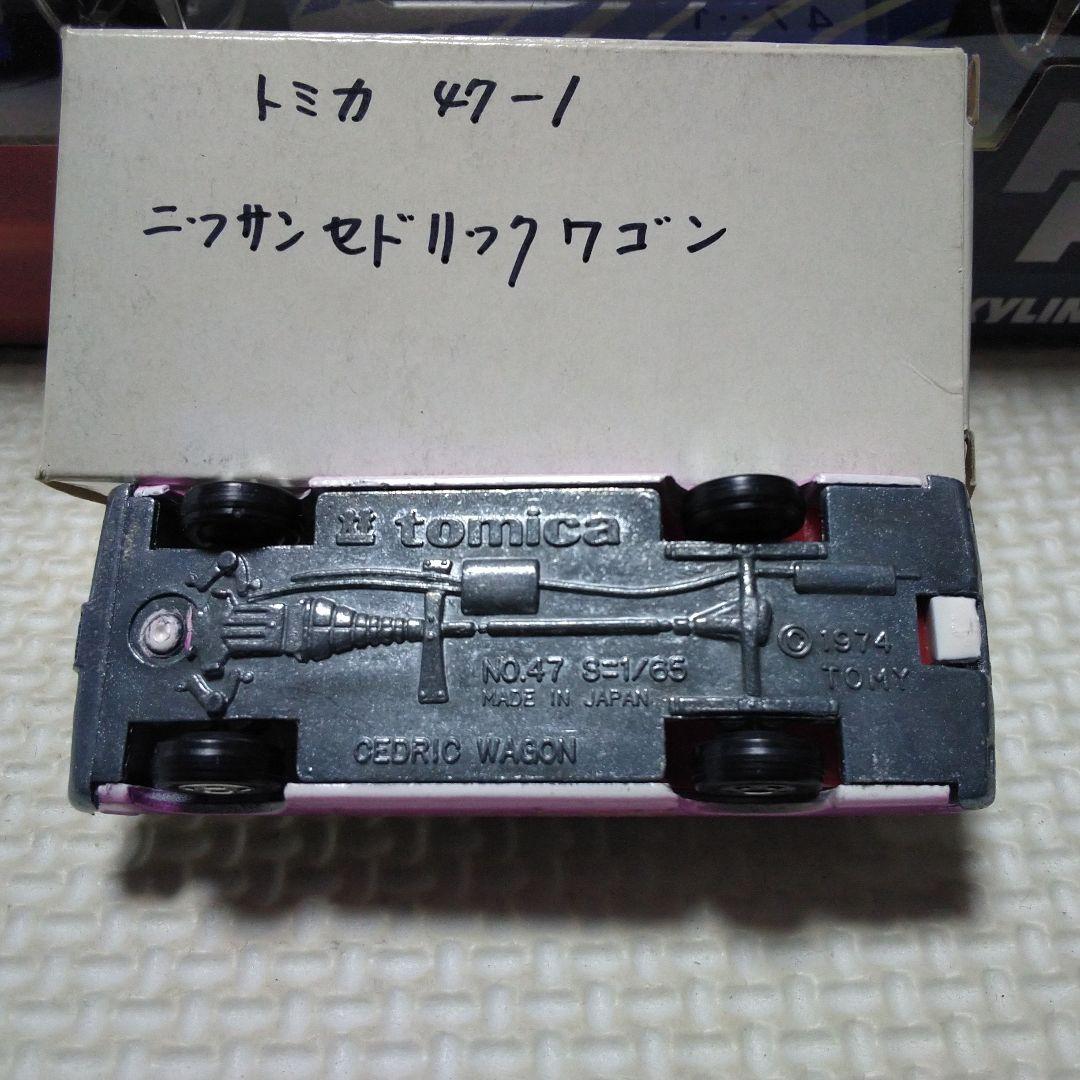 トミカ 47-1
ニッサンセドリックワゴン
tomica
NO.47 S=1/65
MADE IN JAPAN
CEDRIC WAGON
©1974
TOMY